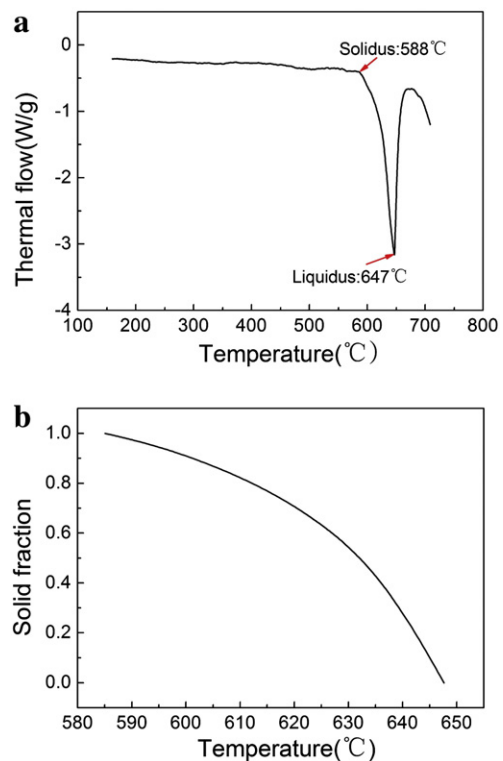 a
Solidus:588℃
0
-1
-2
-3
-4
Thermal flow(W/g)
Liquidus:647℃
100 200 300 400 500 600 700 800
Temperature(℃)
b
1.0
0.8
0.6
0.4
0.2
0.0
Solid fraction
580 590 600 610 620 630 640 650
Temperature(℃)